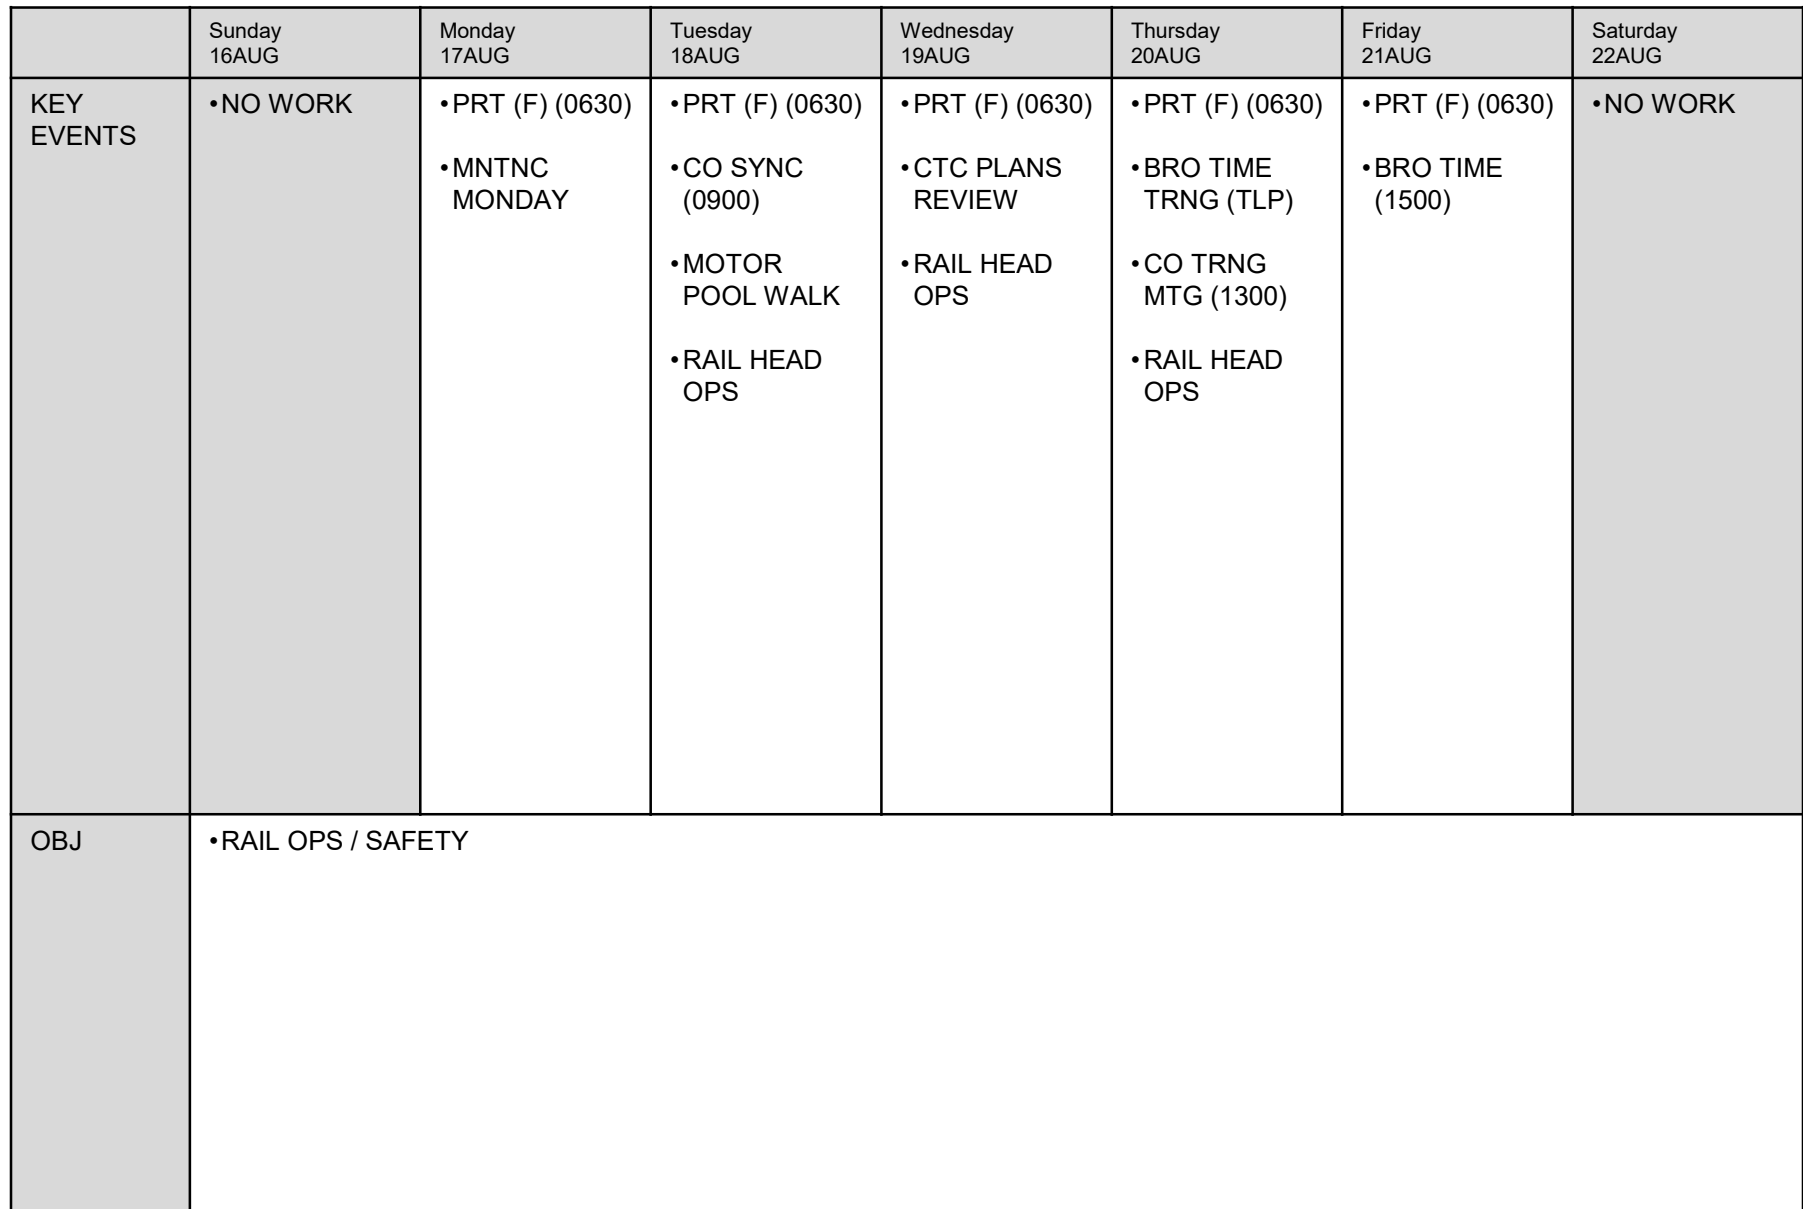 Sunday
16AUG
Monday
17AUG
Tuesday
18AUG
Wednesday
19AUG
Thursday
20AUG
Friday
21AUG
Saturday
22AUG
KEY
EVENTS
•NO WORK
•PRT (F) (0630)
•MNTNC
MONDAY
•PRT (F) (0630)
•CO SYNC
(0900)
•MOTOR
POOL WALK
•RAIL HEAD
OPS
•PRT (F) (0630)
•CTC PLANS
REVIEW
•RAIL HEAD
OPS
•PRT (F) (0630)
•BRO TIME
TRNG (TLP)
•CO TRNG
MTG (1300)
•RAIL HEAD
OPS
•PRT (F) (0630)
•BRO TIME
(1500)
•NO WORK
OBJ
•RAIL OPS / SAFETY